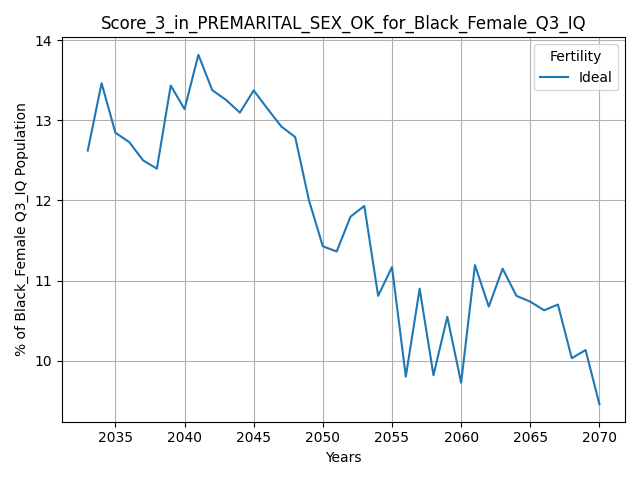 Score_3_in_PREMARITAL_SEX_OK_for_Black_Female_Q3_IQ
% of Black_Female Q3_IQ Population
14
13
12
11
10
Fertility
Ideal
2035 2040 2045 2050 2055 2060 2065 2070
Years